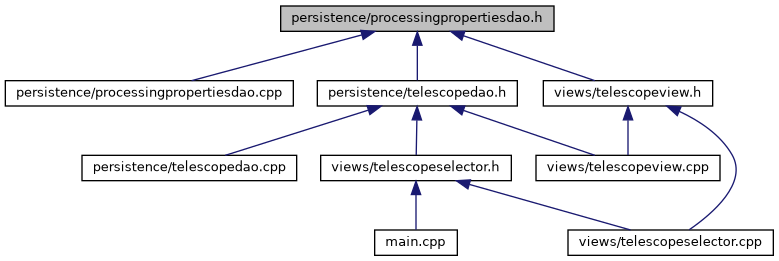 persistence/processingpropertiesdao.h
persistence/processingpropertiesdao.cpp
persistence/telescopedao.h
views/telescopeview.h
persistence/telescopedao.cpp
views/telescopeselector.h
views/telescopeview.cpp
main.cpp
views/telescopeselector.cpp